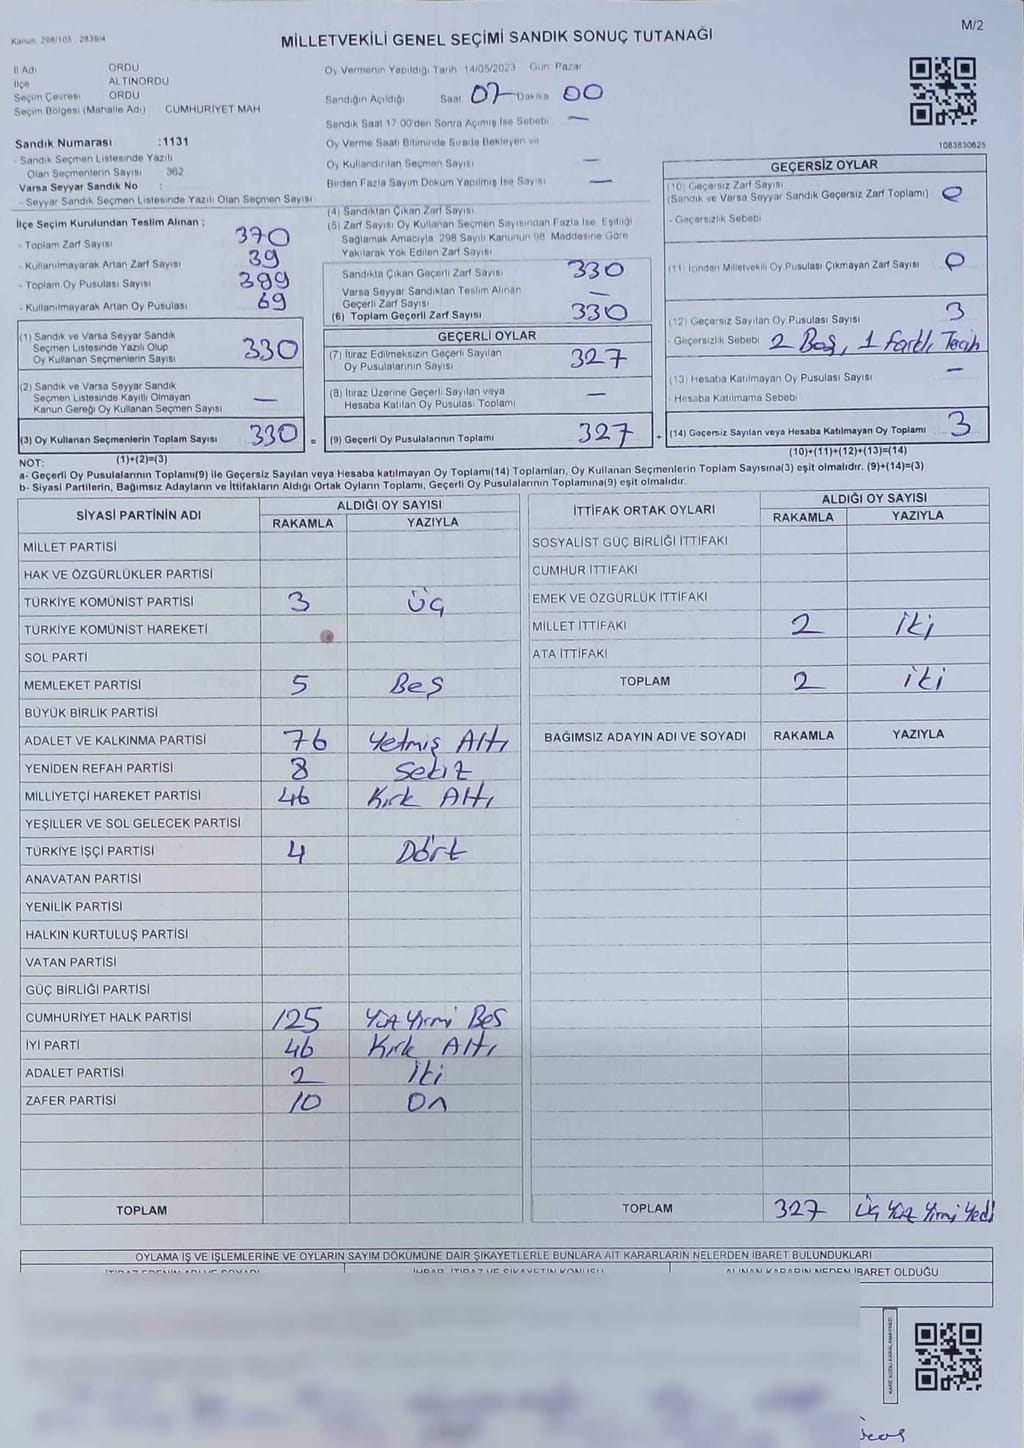 M/2
Kanun: 298/105 , 2839/4
MİLLETVEKİLİ GENEL SEÇİMİ SANDIK SONUÇ TUTANAĞI
İl Adı ORDU
İlçe ALTINORDU
Seçim Çevresi ORDU
Seçim Bölgesi (Mahalle Adı) CUMHURİYET MAH
Sandık Numarası :1131
- Sandık Seçmen Listesinde Yazılı
Olan Seçmenlerin Sayısı 362
Varsa Seyyar Sandık No :
- Seyyar Sandık Seçmen Listesinde Yazılı Olan Seçmen Sayısı
Oy Vermenin Yapıldığı Tarih 14/05/2023 Gün Pazar
Sandığın Açıldığı Saat 07 Dakika 00
Sandık Saat 17:00'den Sonra Açımış İse Sebebi —
Oy Verme Saati Bitiminde Sırada Bekleyen ve
Oy Kullandırılan Seçmen Sayısı —
Birden Fazla Sayım Döküm Yapılmış İse Sayısı —
1083830625
İlçe Seçim Kurulundan Teslim Alınan ;
- Toplam Zarf Sayısı 370
- Kullanılmayarak Artan Zarf Sayısı 39
- Toplam Oy Pusulası Sayısı 399
- Kullanılmayarak Artan Oy Pusulası 69
(1) Sandık ve Varsa Seyyar Sandık
Seçmen Listesinde Yazılı Olup
Oy Kullanan Seçmenlerin Sayısı 330
(2) Sandık ve Varsa Seyyar Sandık
Seçmen Listesinde Kayıtlı Olmayan
Kanun Gereği Oy Kullanan Seçmen Sayısı —
(3) Oy Kullanan Seçmenlerin Toplam Sayısı 330 =
(1)+(2)=(3)
(4) Sandıktan Çıkan Zarf Sayısı
(5) Zarf Sayısı Oy Kullanan Seçmen Sayısından Fazla İse, Eşitliği
Sağlamak Amacıyla, 298 Sayılı Kanunun 98. Maddesine Göre
Yakılarak Yok Edilen Zarf Sayısı
Sandıkta Çıkan Geçerli Zarf Sayısı 330
Varsa Seyyar Sandıktan Teslim Alınan
Geçerli Zarf Sayısı —
(6) Toplam Geçerli Zarf Sayısı 330
GEÇERLİ OYLAR
(7) İtiraz Edilmeksizin Geçerli Sayılan
Oy Pusulalarının Sayısı 327
(8) İtiraz Üzerine Geçerli Sayılan veya
Hesaba Katılan Oy Pusulası Toplamı —
(9) Geçerli Oy Pusulalarının Toplamı 327 +
GEÇERSİZ OYLAR
(10) Geçersiz Zarf Sayısı
(Sandık ve Varsa Seyyar Sandık Geçersiz Zarf Toplamı) 0
- Geçersizlik Sebebi
(11) İçinden Milletvekili Oy Pusulası Çıkmayan Zarf Sayısı 0
(12) Geçersiz Sayılan Oy Pusulası Sayısı 3
- Geçersizlik Sebebi 2 Boş, 1 Farklı Tercih
(13) Hesaba Katılmayan Oy Pusulası Sayısı —
- Hesaba Katılmama Sebebi
(14) Geçersiz Sayılan veya Hesaba Katılmayan Oy Toplamı 3
(10)+(11)+(12)+(13)=(14)
NOT:
a- Geçerli Oy Pusulalarının Toplamı(9) ile Geçersiz Sayılan veya Hesaba katılmayan Oy Toplamı(14) Toplamları, Oy Kullanan Seçmenlerin Toplam Sayısına(3) eşit olmalıdır. (9)+(14)=(3)
b- Siyasi Partilerin, Bağımsız Adayların ve İttifakların Aldığı Ortak Oyların Toplamı, Geçerli Oy Pusulalarının Toplamına(9) eşit olmalıdır.
SİYASİ PARTİNİN ADI ALDIĞI OY SAYISI
RAKAMLA YAZIYLA
MİLLET PARTİSİ
HAK VE ÖZGÜRLÜKLER PARTİSİ
TÜRKİYE KOMÜNİST PARTİSİ 3 Üç
TÜRKİYE KOMÜNİST HAREKETİ
SOL PARTİ
MEMLEKET PARTİSİ 5 Beş
BÜYÜK BİRLİK PARTİSİ
ADALET VE KALKINMA PARTİSİ 76 Yetmiş Altı
YENİDEN REFAH PARTİSİ 8 Sekiz
MİLLİYETÇİ HAREKET PARTİSİ 46 Kırk Altı
YEŞİLLER VE SOL GELECEK PARTİSİ
TÜRKİYE İŞÇİ PARTİSİ 4 Dört
ANAVATAN PARTİSİ
YENİLİK PARTİSİ
HALKIN KURTULUŞ PARTİSİ
VATAN PARTİSİ
GÜÇ BİRLİĞİ PARTİSİ
CUMHURİYET HALK PARTİSİ 125 Yüz Yirmi Beş
İYİ PARTİ 46 Kırk Altı
ADALET PARTİSİ 2 İki
ZAFER PARTİSİ 10 On
TOPLAM
İTTİFAK ORTAK OYLARI ALDIĞI OY SAYISI
RAKAMLA YAZIYLA
SOSYALİST GÜÇ BİRLİĞİ İTTİFAKI
CUMHUR İTTİFAKI
EMEK VE ÖZGÜRLÜK İTTİFAKI
MİLLET İTTİFAKI 2 İki
ATA İTTİFAKI
TOPLAM 2 iki
BAĞIMSIZ ADAYIN ADI VE SOYADI RAKAMLA YAZIYLA
TOPLAM 327 Üç Yüz Yirmi Yedi
OYLAMA İŞ VE İŞLEMLERİNE VE OYLARIN SAYIM DÖKÜMÜNE DAİR ŞİKAYETLERLE BUNLARA AİT KARARLARIN NELERDEN İBARET BULUNDUKLARI
İTİRAZ EDENİN ADI VE SOYADI İHBAR, İTİRAZ VE ŞİKAYETİN KONUSU ALINAN KARARIN NEDEN İBARET OLDUĞU
KARE KODU KARALAMAYINIZ!